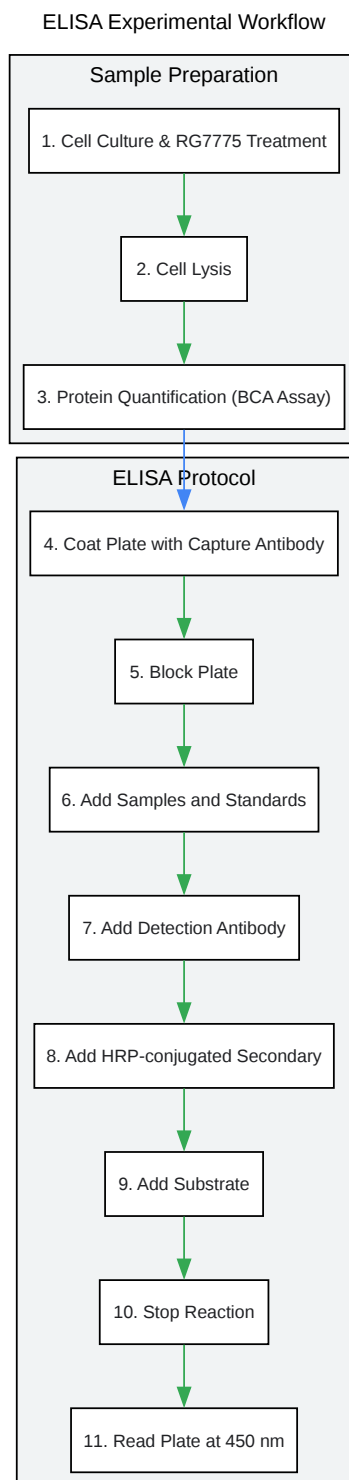 ELISA Experimental Workflow
Sample Preparation
1. Cell Culture & RG7775 Treatment
2. Cell Lysis
3. Protein Quantification (BCA Assay)
ELISA Protocol
4. Coat Plate with Capture Antibody
5. Block Plate
6. Add Samples and Standards
7. Add Detection Antibody
8. Add HRP-conjugated Secondary
9. Add Substrate
10. Stop Reaction
11. Read Plate at 450 nm